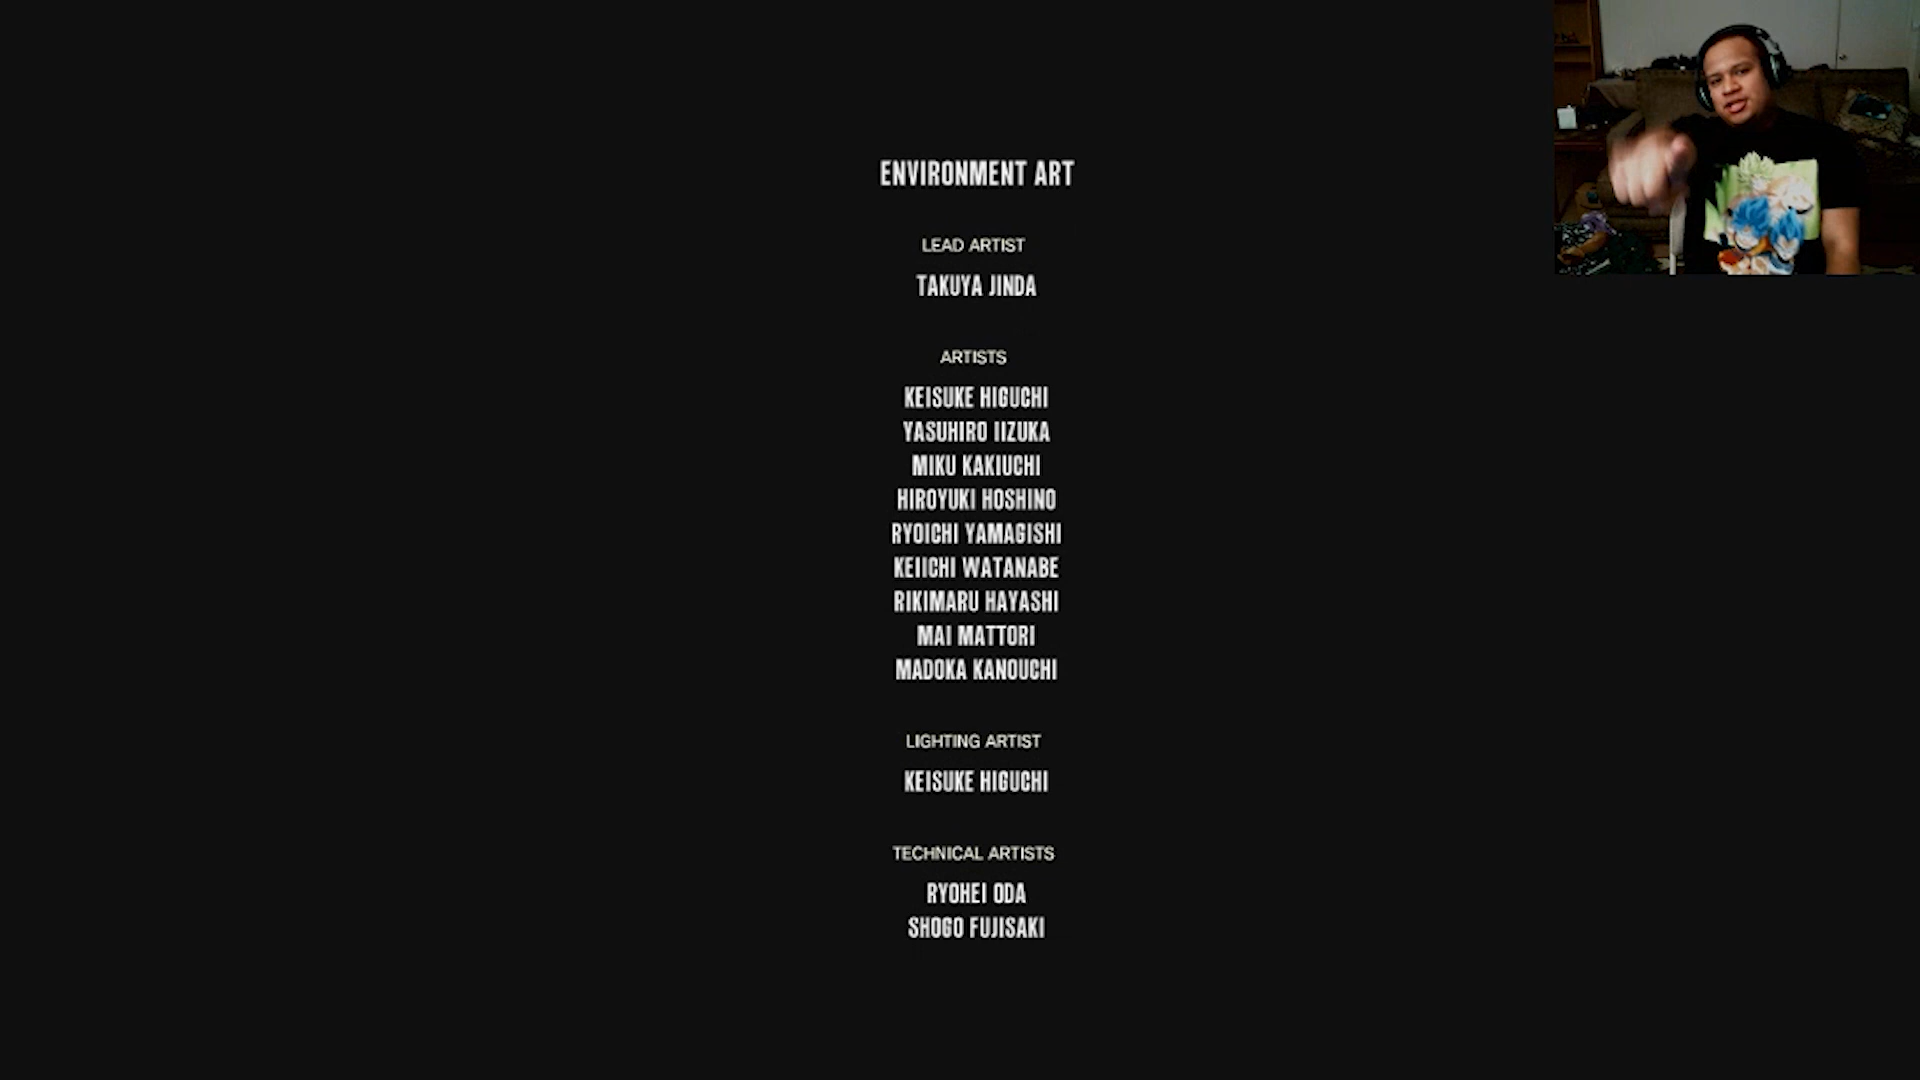 ENVIRONMENT ART
LEAD ARTIST
TAKUYA JINDA
ARTISTS
KEISUKE HIGUCHI
YASUHIRO IIZUKA
MIKU KAKIUCHI
HIROYUKI HOSHINO
RYOICHI YAMAGISHI
KEIICHI WATANABE
RIKIMARU HAYASHI
MAI MATTORI
MADOKA KANOUCHI
LIGHTING ARTIST
KEISUKE HIGUCHI
TECHNICAL ARTISTS
RYOHEI ODA
SHOGO FUJISAKI